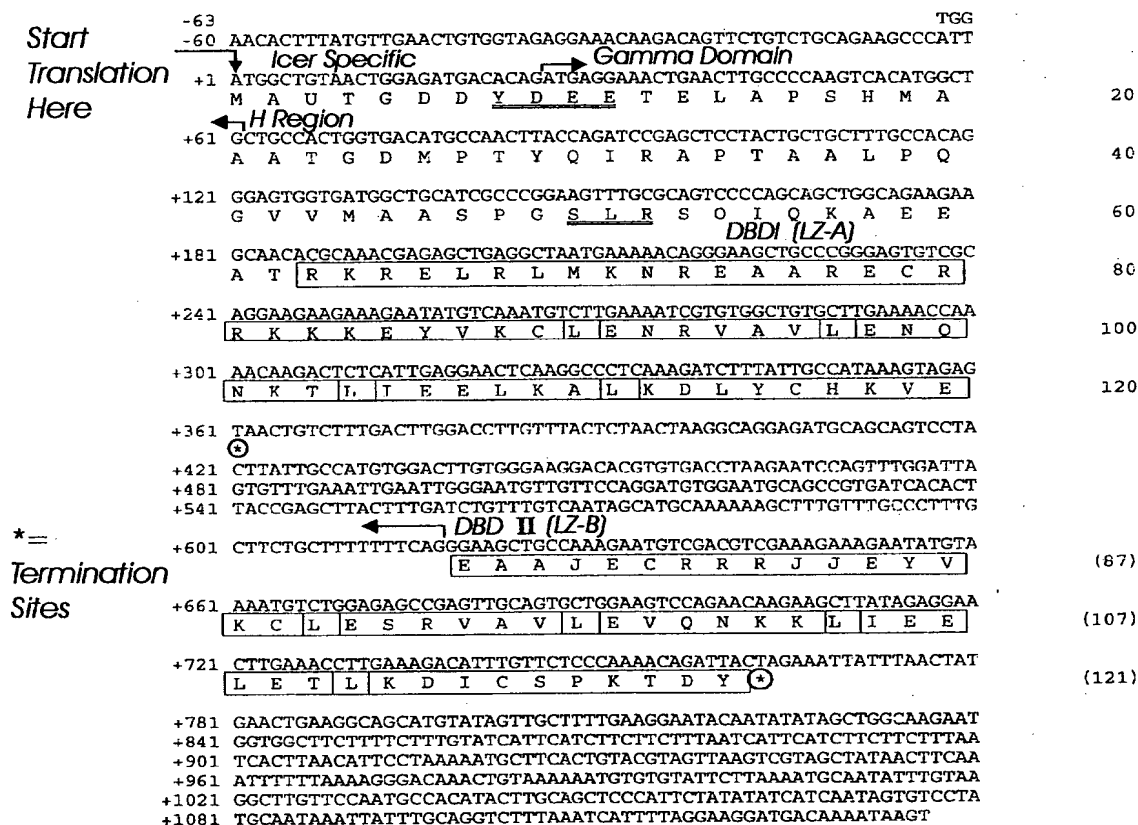 -63 TGG
Start Translation Here
-60 AACACTTTATGTTGAACTGTGGTAGAGGAAACAAGACAGTTCTGTCTGCAGAAGCCCATT
Icer Specific
Gamma Domain
+1 ATGGCTGTAACTGGAGATGACACAGATGAGGAAACTGAACTTGCCCCAAGTCACATGGCT
M A U T G D D Y D E E T E L A P S H M A 20
H Region
+61 GCTGCCACTGGTGACATGCCAACTTACCAGATCCGAGCTCCTACTGCTGCTTTGCCACAG
A A T G D M P T Y Q I R A P T A A L P Q 40
+121 GGAGTGGTGATGGCTGCATCGCCCGGAAGTTTGCGCAGTCCCCAGCAGCTGGCAGAAGAA
G V V M A A S P G S L R S O I Q K A E E 60
DBDI (LZ-A)
+181 GCAACACGCAAACGAGAGCTGAGGCTAATGAAAAACAGGGAAGCTGCCCGGGAGTGTCGC
A T R K R E L R L M K N R E A A R E C R 80
+241 AGGAAGAAGAAAGAATATGTCAAATGTCTTGAAAATCGTGTGGCTGTGCTTGAAAACCAA
R K K K E Y V K C L E N R V A V L E N Q 100
+301 AACAAGACTCTCATTGAGGAACTCAAGGCCCTCAAAGATCTTTATTGCCATAAAGTAGAG
N K T L I E E L K A L K D L Y C H K V E 120
+361 TAACTGTCTTTGACTTGGACCTTGTTTACTCTAACTAAGGCAGGAGATGCAGCAGTCCTA
*
+421 CTTATTGCCATGTGGACTTGTGGGAAGGACACGTGTGACCTAAGAATCCAGTTTGGATTA
+481 GTGTTTGAAATTGAATTGGGAATGTTGTTCCAGGATGTGGAATGCAGCCGTGATCACACT
+541 TACCGAGCTTACTTTGATCTGTTTGTCAATAGCATGCAAAAAAGCTTTGTTTGCCCTTTG
DBD II (LZ-B)
*= Termination Sites
+601 CTTCTGCTTTTTTTCAGGGAAGCTGCCAAAGAATGTCGACGTCGAAAGAAAGAATATGTA
E A A J E C R R R J J E Y V (87)
+661 AAATGTCTGGAGAGCCGAGTTGCAGTGCTGGAAGTCCAGAACAAGAAGCTTATAGAGGAA
K C L E S R V A V L E V Q N K K L I E E (107)
+721 CTTGAAACCTTGAAAGACATTTGTTCTCCCAAAACAGATTACTAGAAATTATTTAACTAT
L E T L K D I C S P K T D Y * (121)
+781 GAACTGAAGGCAGCATGTATAGTTGCTTTTGAAGGAATACAATATATAGCTGGCAAGAAT
+841 GGTGGCTTCTTTTCTTTGTATCATTCATCTTCTTCTTTAATCATTCATCTTCTTCTTTAA
+901 TCACTTAACATTCCTAAAAATGCTTCACTGTACGTAGTTAAGTCGTAGCTATAACTTCAA
+961 ATTTTTTAAAAGGGACAAACTGTAAAAAATGTGTGTATTCTTAAAATGCAATATTTGTAA
+1021 GGCTTGTTCCAATGCCACATACTTGCAGCTCCCATTCTATATATCATCAATAGTGTCCTA
+1081 TGCAATAAATTATTTGCAGGTCTTTAAATCATTTTAGGAAGGATGACAAAATAAGT